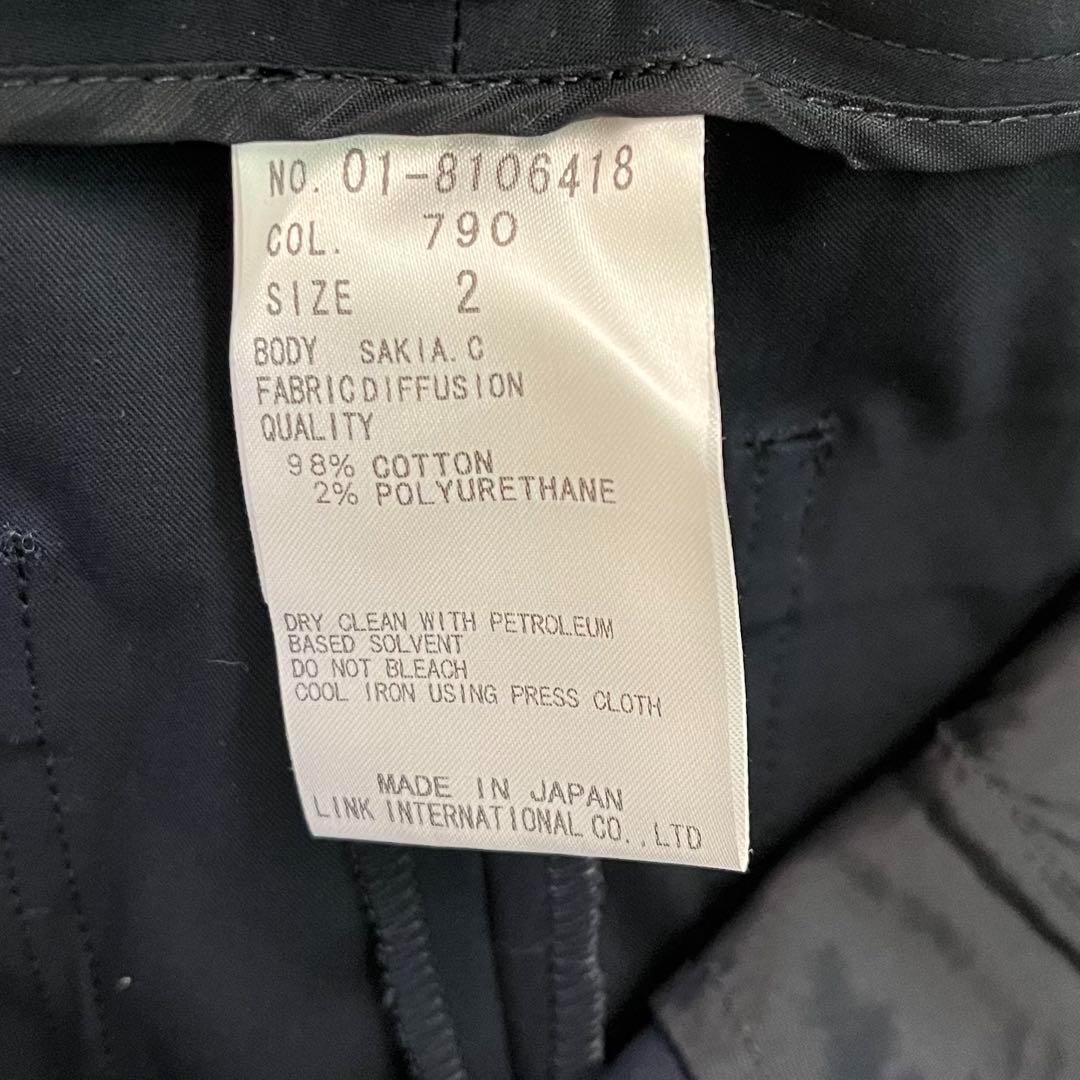 NO. 01-8106418
COL. 790
SIZE 2
BODY SAKIA.C
FABRICDIFFUSION
QUALITY
98% COTTON
2% POLYURETHANE
DRY CLEAN WITH PETROLEUM
BASED SOLVENT
DO NOT BLEACH
COOL IRON USING PRESS CLOTH
MADE IN JAPAN
LINK INTERNATIONAL CO.,LTD